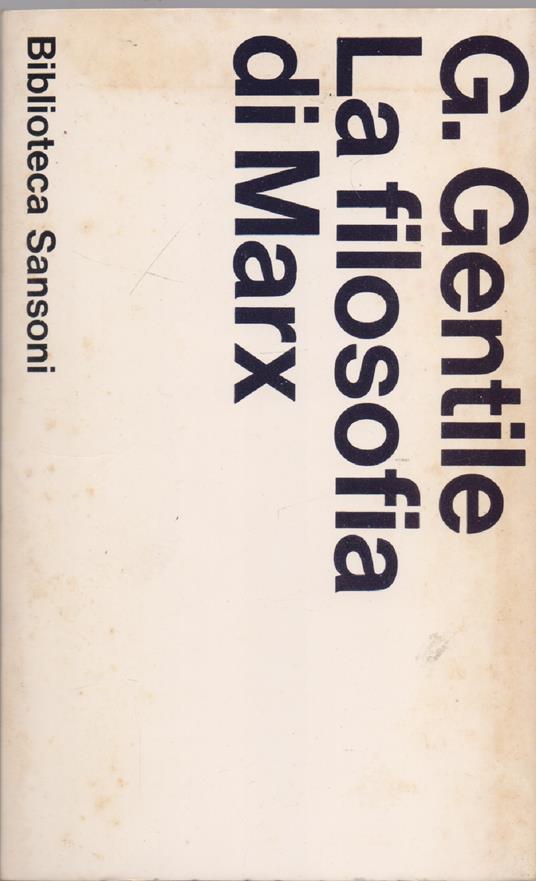 G. Gentile
La filosofia
di Marx
Biblioteca Sansoni